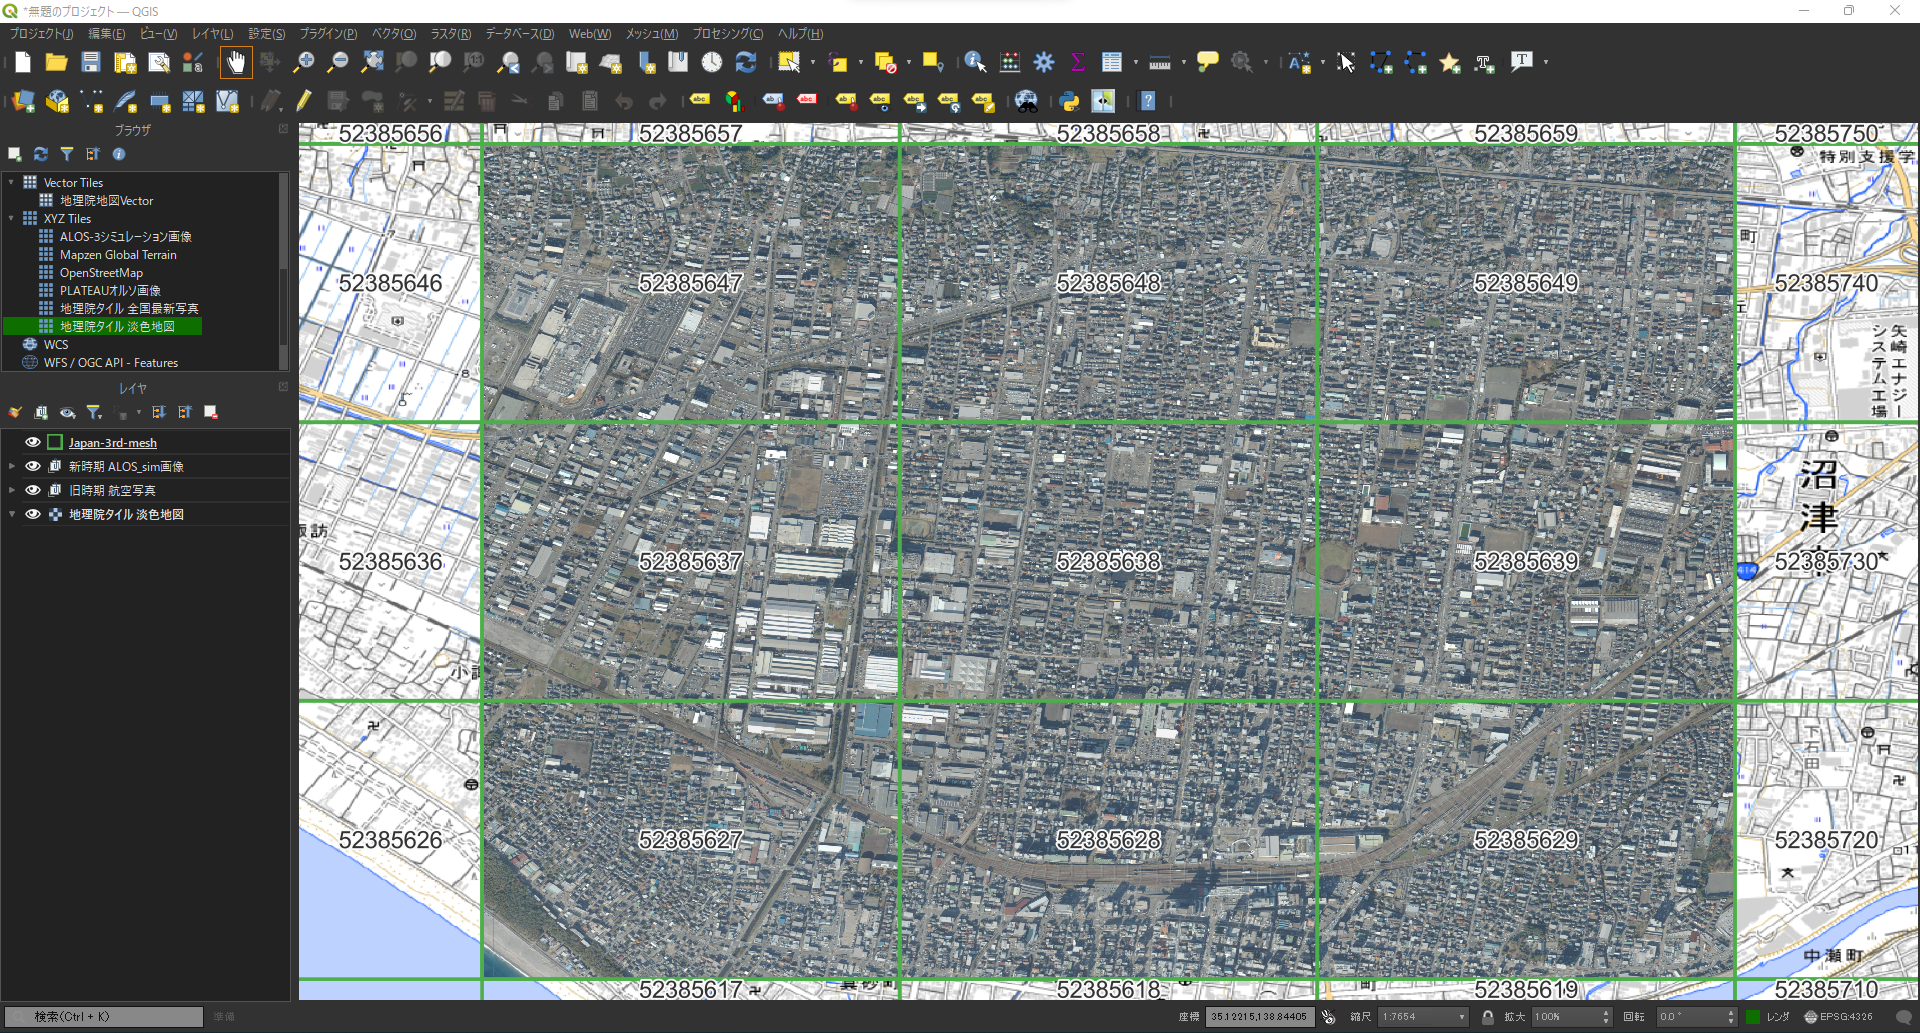 *無題のプロジェクト — QGIS
プロジェクト(J) 編集(E) ビュー(V) レイヤ(L) 設定(S) プラグイン(P) ベクタ(O) ラスタ(R) データベース(D) Web(W) メッシュ(M) プロセシング(C) ヘルプ(H)
ブラウザ
Vector Tiles
地理院地図Vector
XYZ Tiles
ALOS-3シミュレーション画像
Mapzen Global Terrain
OpenStreetMap
PLATEAUオルソ画像
地理院タイル 全国最新写真
地理院タイル 淡色地図
WCS
WFS / OGC API - Features
レイヤ
Japan-3rd-mesh
新時期 ALOS_sim画像
旧時期 航空写真
地理院タイル 淡色地図
52385656 52385657 52385658 52385659 52385750
特別支援学
町
52385646 52385647 52385648 52385649 52385740
矢崎エナジー
システム工場
沼津
諏訪
52385636 52385637 52385638 52385639 52385730
414
小諏
下石田
52385626 52385627 52385628 52385629 52385720
中瀬町
真砂町
町
52385617 52385618 52385619 52385710
検索(Ctrl + K) 準備 座標 35.12215,138.84405 縮尺 1:7654 拡大 100% 回転 0.0 ° レンダ EPSG:4326